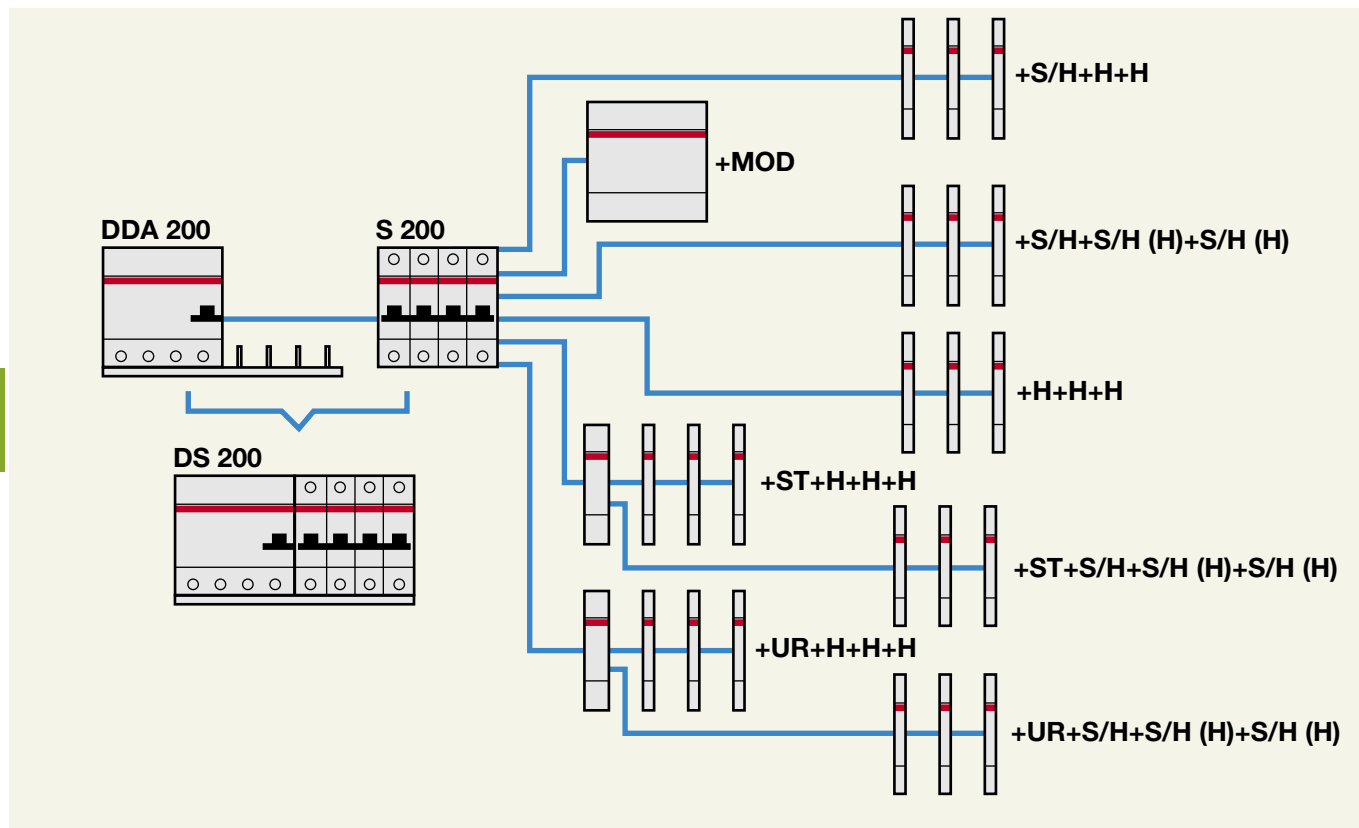 +S/H+H+H
+MOD
DDA 200
S 200
+S/H+S/H (H)+S/H (H)
+H+H+H
DS 200
+ST+H+H+H
+ST+S/H+S/H (H)+S/H (H)
+UR+H+H+H
+UR+S/H+S/H (H)+S/H (H)